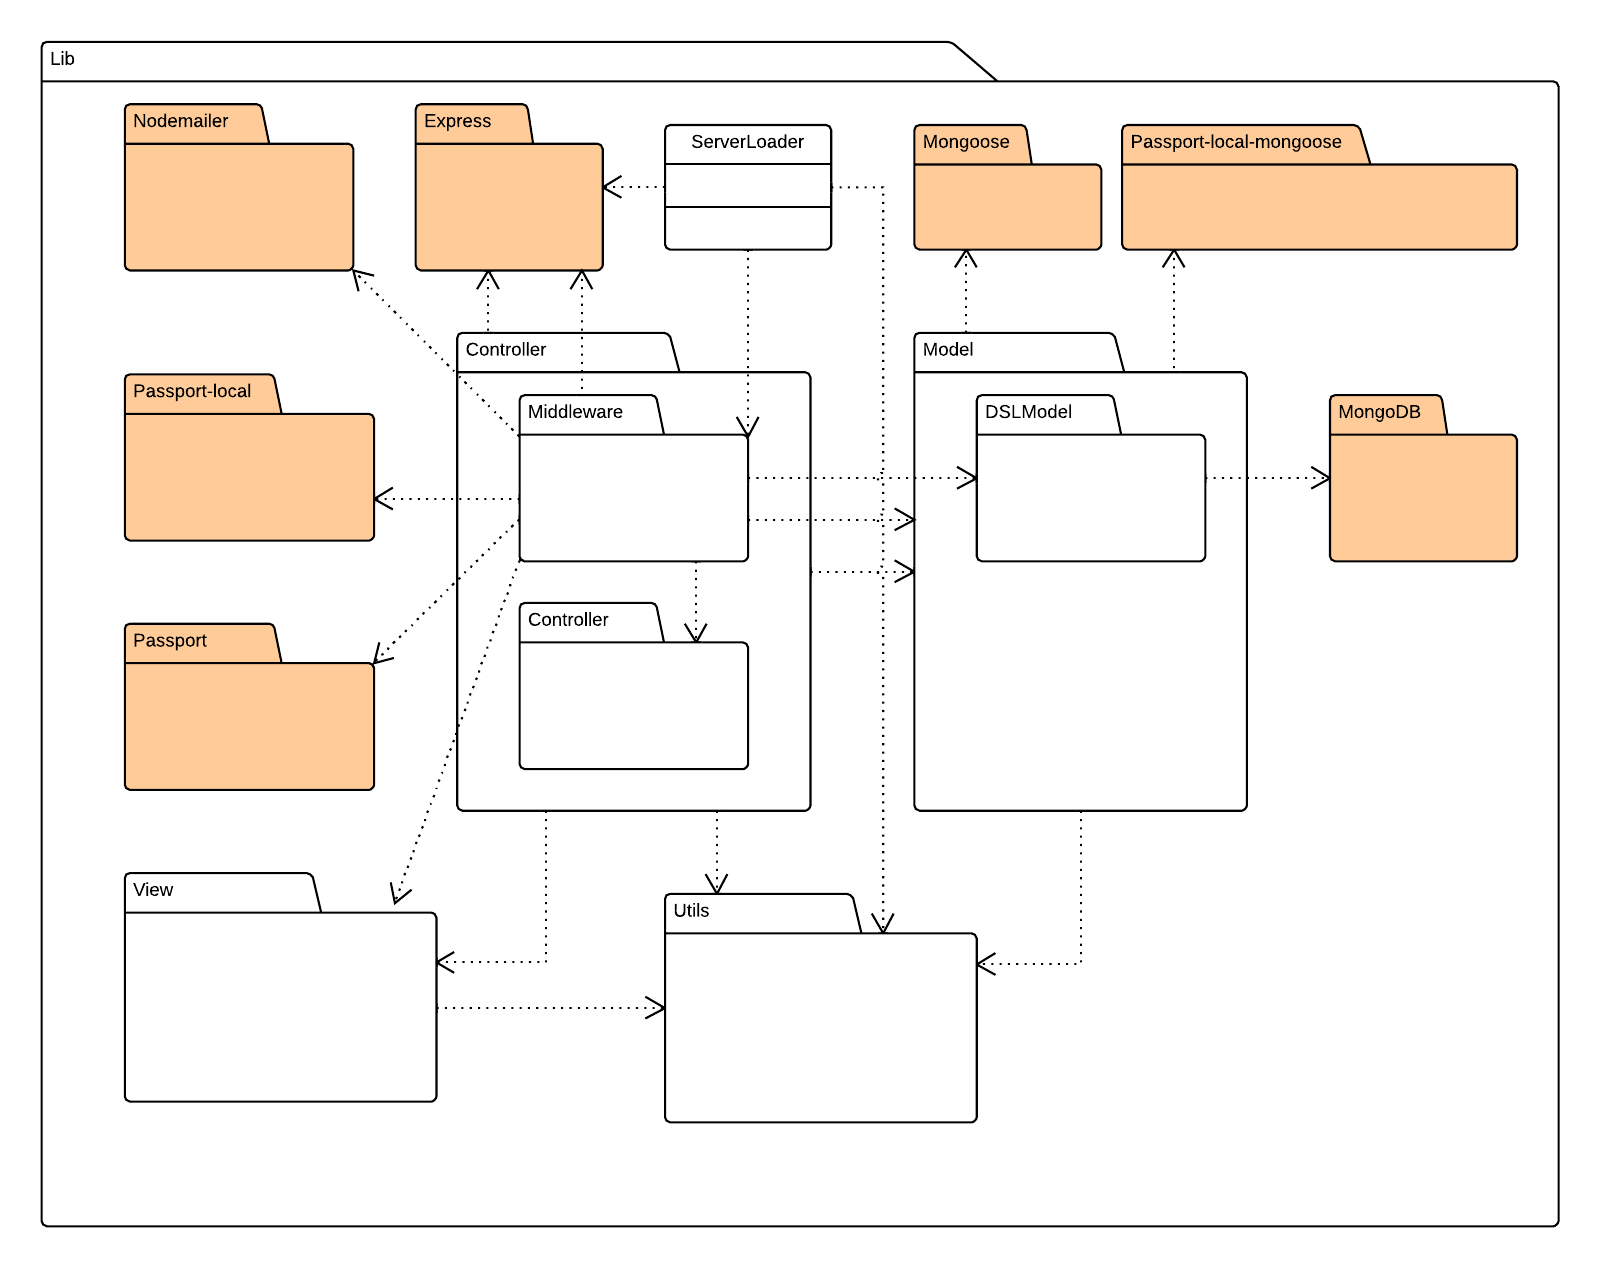 Lib
Nodemailer
Express
ServerLoader
Mongoose
Passport-local-mongoose
Controller
Model
Passport-local
Middleware
DSLModel
MongoDB
Controller
Passport
View
Utils